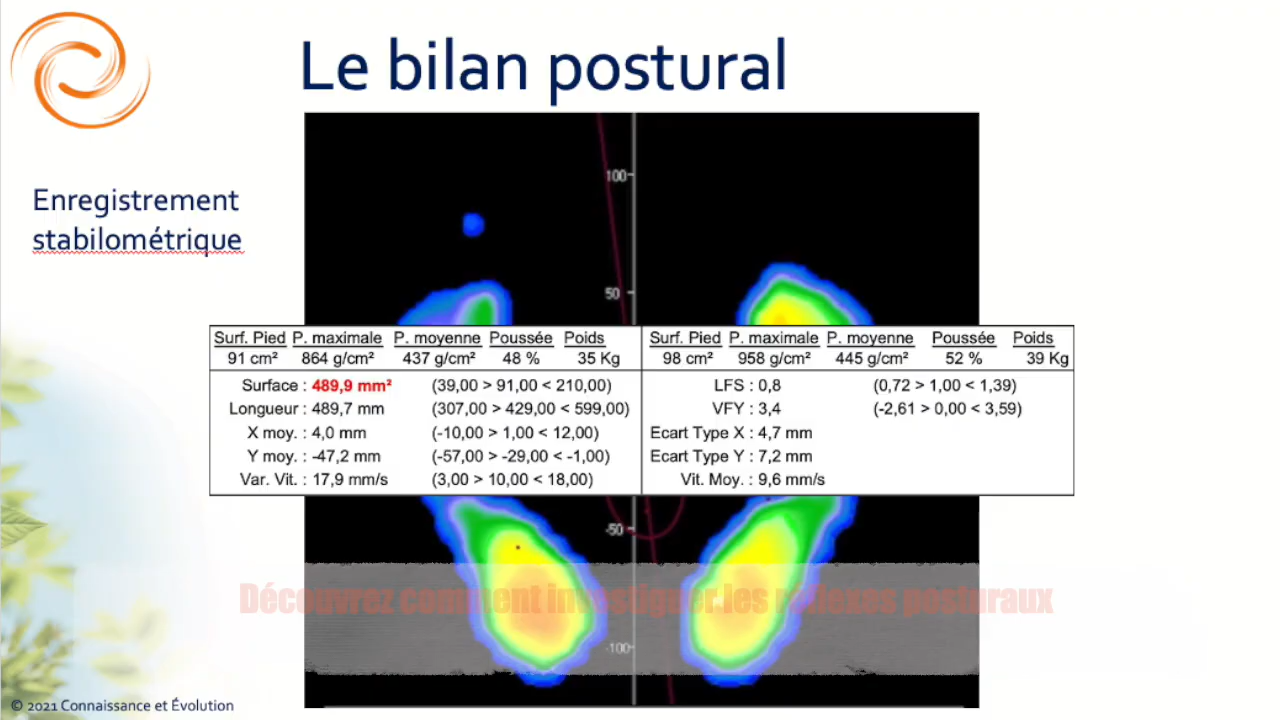 Le bilan postural
Enregistrement
stabilométrique
100
50
Surf. Pied P. maximale P. moyenne Poussée Poids
91 cm² 864 g/cm² 437 g/cm² 48 % 35 Kg
Surface : 489,9 mm² (39,00 > 91,00 < 210,00)
Longueur : 489,7 mm (307,00 > 429,00 < 599,00)
X moy. : 4,0 mm (-10,00 > 1,00 < 12,00)
Y moy. : -47,2 mm (-57,00 > -29,00 < -1,00)
Var. Vit. : 17,9 mm/s (3,00 > 10,00 < 18,00)
Surf. Pied P. maximale P. moyenne Poussée Poids
98 cm² 958 g/cm² 445 g/cm² 52 % 39 Kg
LFS : 0,8 (0,72 > 1,00 < 1,39)
VFY : 3,4 (-2,61 > 0,00 < 3,59)
Ecart Type X : 4,7 mm
Ecart Type Y : 7,2 mm
Vit. Moy. : 9,6 mm/s
-50
Découvrez comment investiguer les réflexes posturaux
-100
© 2021 Connaissance et Évolution